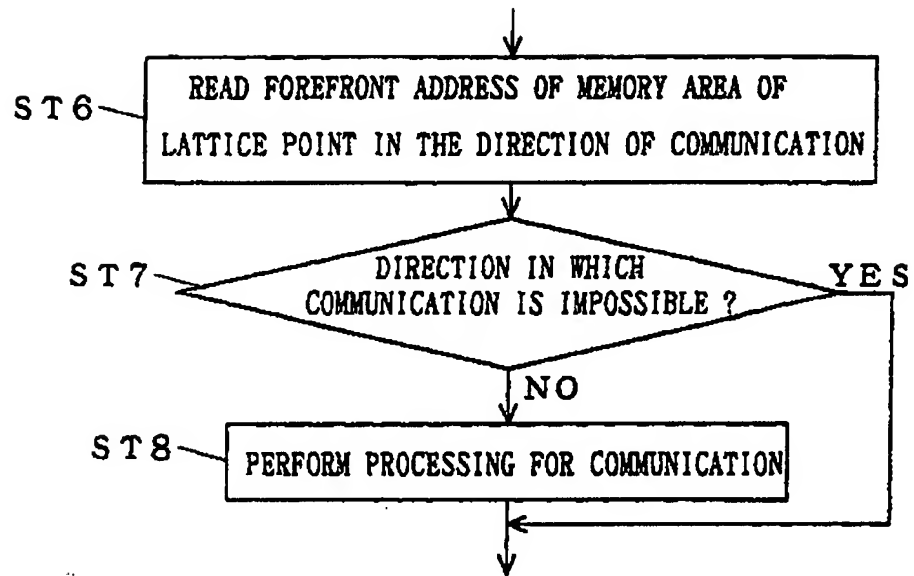 READ FOREFRONT ADDRESS OF MEMORY AREA OF
ST6
LATTICE POINT IN THE DIRECTION OF COMMUNICATION
ST7
DIRECTION IN WHICH
YES
COMMUNICATION IS IMPOSSIBLE ?
NO
ST8
PERFORM PROCESSING FOR COMMUNICATION